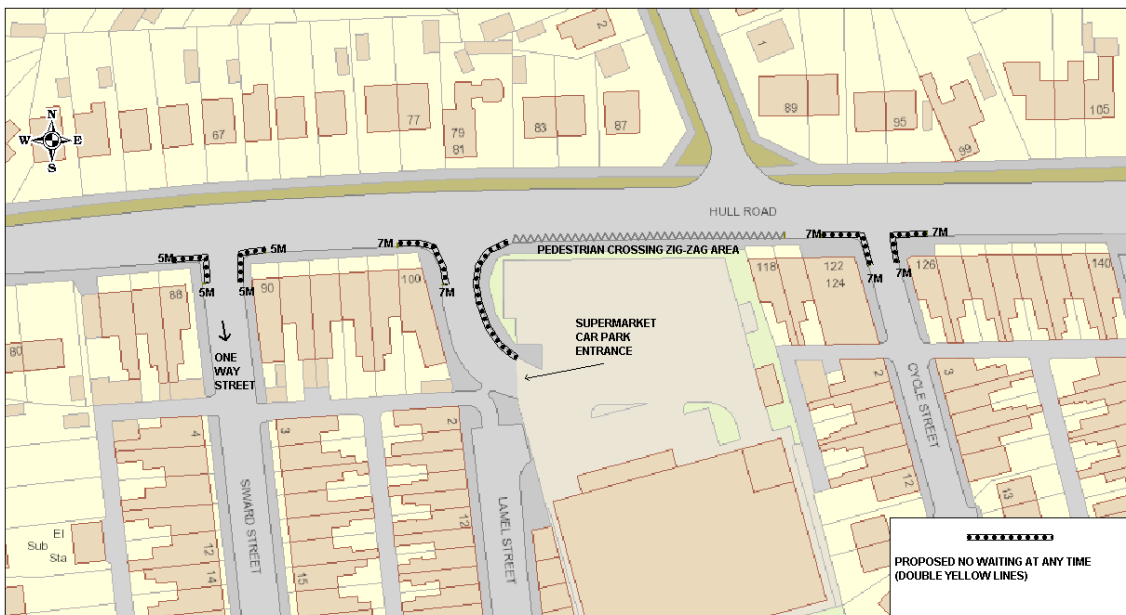 2
1
N
W E
S
67
77
79
81
83
87
89
95
99
105
HULL ROAD
5M
5M
5M
5M
7M
7M
PEDESTRIAN CROSSING ZIG-ZAG AREA
7M
7M
7M
7M
88
90
100
118
122
124
126
140
80
ONE
WAY
STREET
SUPERMARKET
CAR PARK
ENTRANCE
4
3
2
2
3
CYCLE STREET
SIWARD STREET
LAMEL STREET
12
12
12
13
14
15
El
Sub
Sta
PROPOSED NO WAITING AT ANY TIME
(DOUBLE YELLOW LINES)